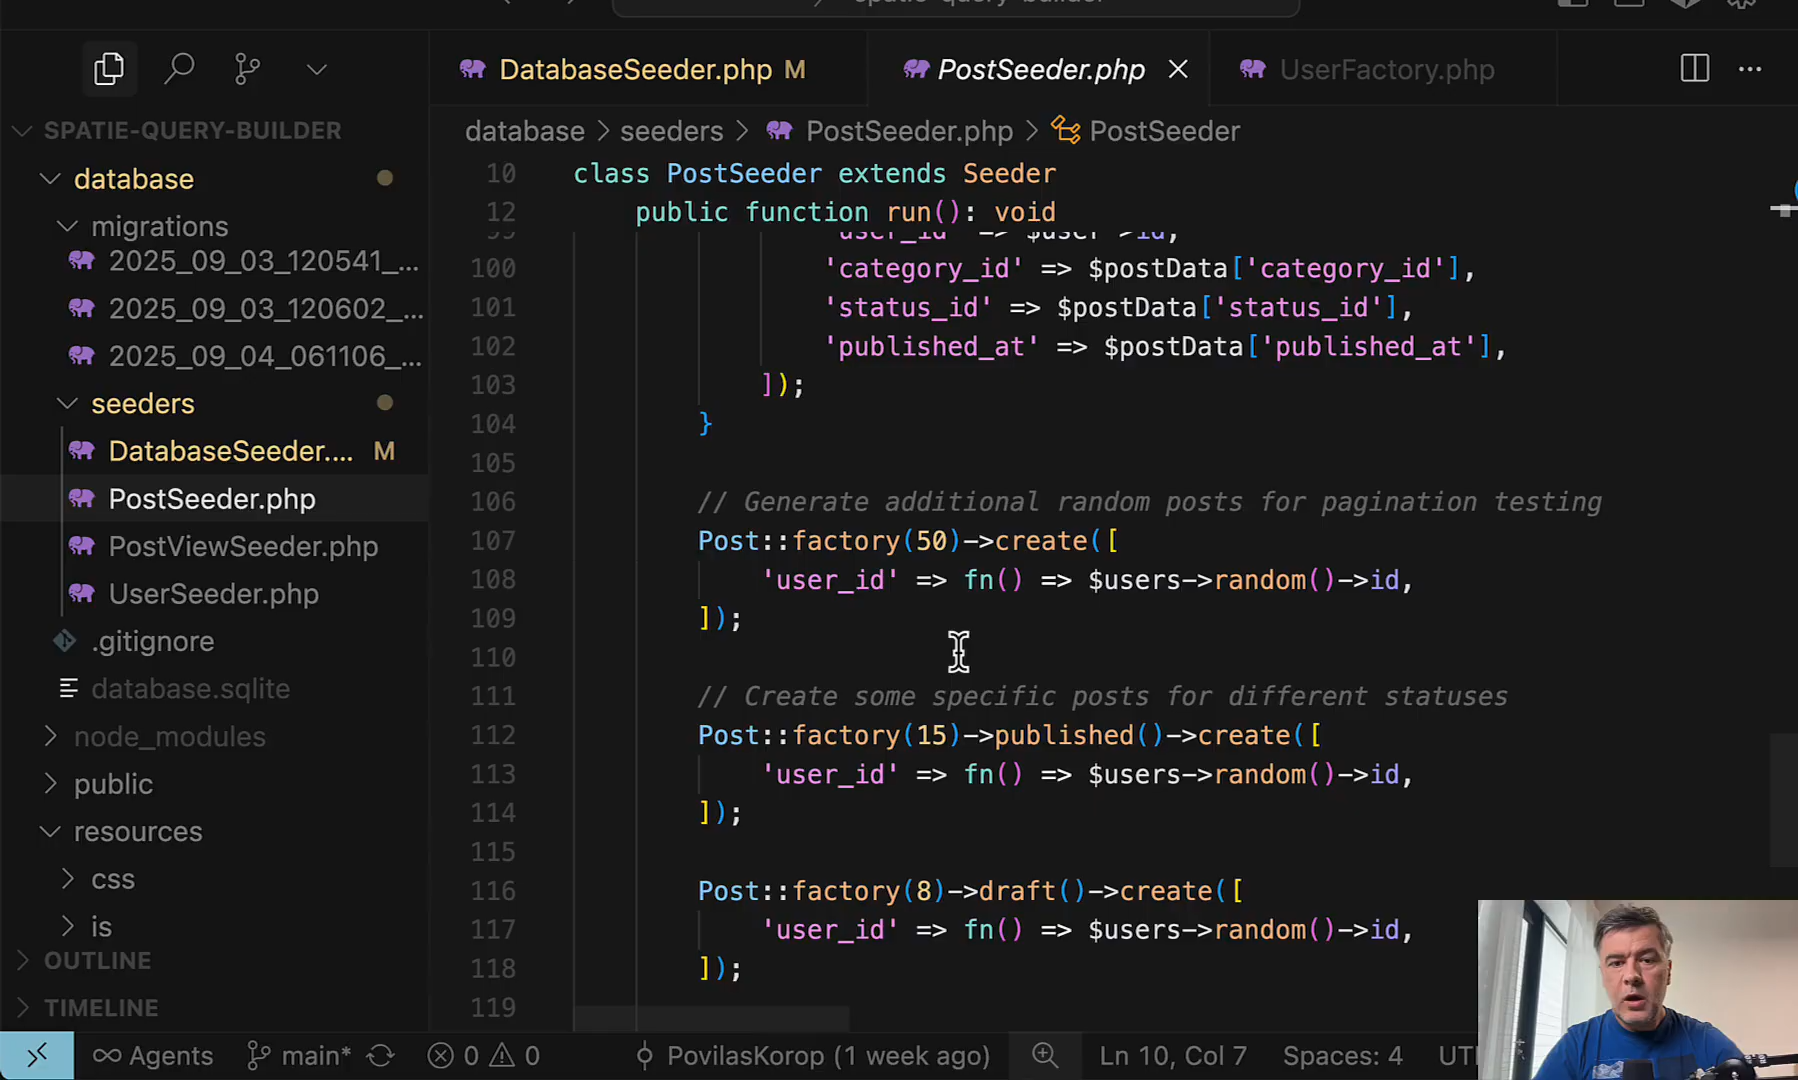 spatie-query-builder
DatabaseSeeder.php M
PostSeeder.php
UserFactory.php
SPATIE-QUERY-BUILDER
database
migrations
2025_09_03_120541_...
2025_09_03_120602_...
2025_09_04_061106_...
seeders
DatabaseSeeder.... M
PostSeeder.php
PostViewSeeder.php
UserSeeder.php
.gitignore
database.sqlite
node_modules
public
resources
css
js
OUTLINE
TIMELINE
database > seeders > PostSeeder.php > PostSeeder
10 class PostSeeder extends Seeder
12 public function run(): void
99 'user_id' => $user->id,
100 'category_id' => $postData['category_id'],
101 'status_id' => $postData['status_id'],
102 'published_at' => $postData['published_at'],
103 ]);
104 }
105
106 // Generate additional random posts for pagination testing
107 Post::factory(50)->create([
108 'user_id' => fn() => $users->random()->id,
109 ]);
110
111 // Create some specific posts for different statuses
112 Post::factory(15)->published()->create([
113 'user_id' => fn() => $users->random()->id,
114 ]);
115
116 Post::factory(8)->draft()->create([
117 'user_id' => fn() => $users->random()->id,
118 ]);
119
Agents main* 0 0 PovilasKorop (1 week ago) Ln 10, Col 7 Spaces: 4